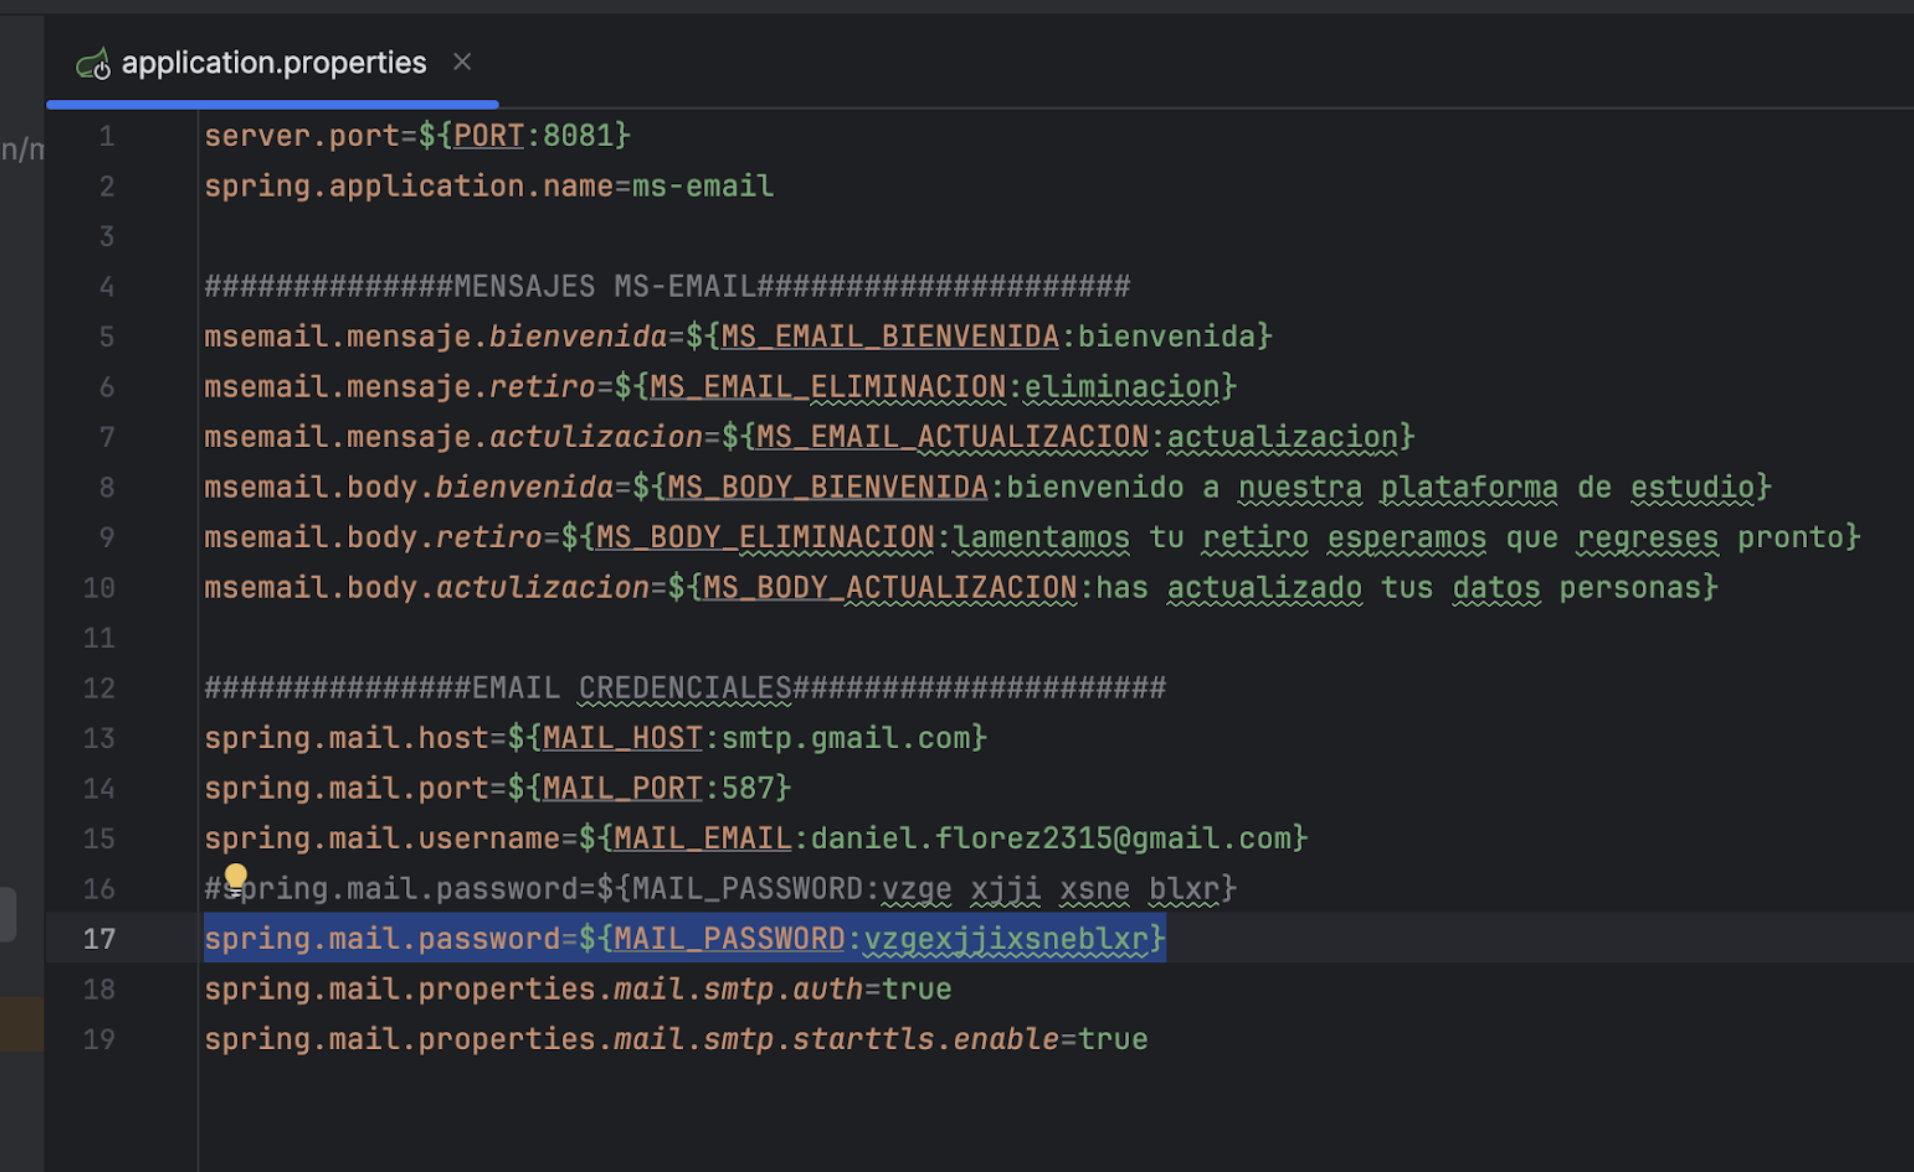 application.properties
n/m
1 server.port=${PORT:8081}
2 spring.application.name=ms-email
3
4 ##############MENSAJES MS-EMAIL#####################
5 msemail.mensaje.bienvenida=${MS_EMAIL_BIENVENIDA:bienvenida}
6 msemail.mensaje.retiro=${MS_EMAIL_ELIMINACION:eliminacion}
7 msemail.mensaje.actulizacion=${MS_EMAIL_ACTUALIZACION:actualizacion}
8 msemail.body.bienvenida=${MS_BODY_BIENVENIDA:bienvenido a nuestra plataforma de estudio}
9 msemail.body.retiro=${MS_BODY_ELIMINACION:lamentamos tu retiro esperamos que regreses pronto}
10 msemail.body.actulizacion=${MS_BODY_ACTUALIZACION:has actualizado tus datos personas}
11
12 ###############EMAIL CREDENCIALES#####################
13 spring.mail.host=${MAIL_HOST:smtp.gmail.com}
14 spring.mail.port=${MAIL_PORT:587}
15 spring.mail.username=${MAIL_EMAIL:daniel.florez2315@gmail.com}
16 #spring.mail.password=${MAIL_PASSWORD:vzge xjji xsne blxr}
17 spring.mail.password=${MAIL_PASSWORD:vzgexjjixsneblxr}
18 spring.mail.properties.mail.smtp.auth=true
19 spring.mail.properties.mail.smtp.starttls.enable=true